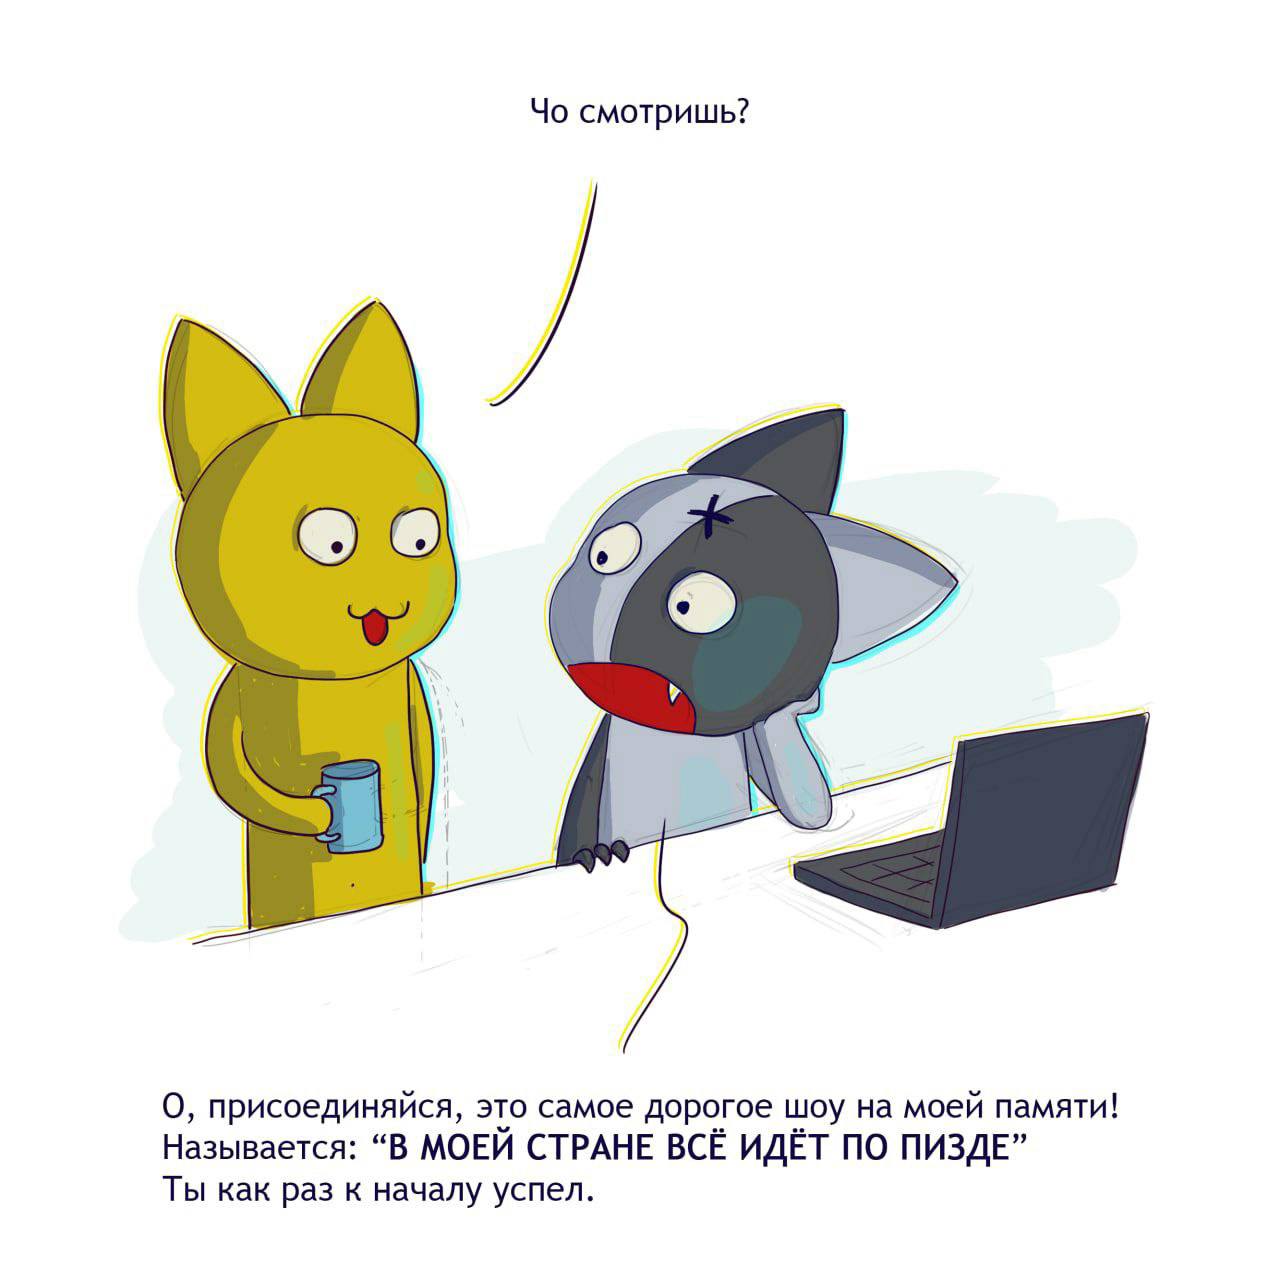 Чо смотришь?
О, присоединяйся, это самое дорогое шоу на моей памяти!
Называется: “В МОЕЙ СТРАНЕ ВСЁ ИДЁТ ПО ПИЗДЕ”
Ты как раз к началу успел.